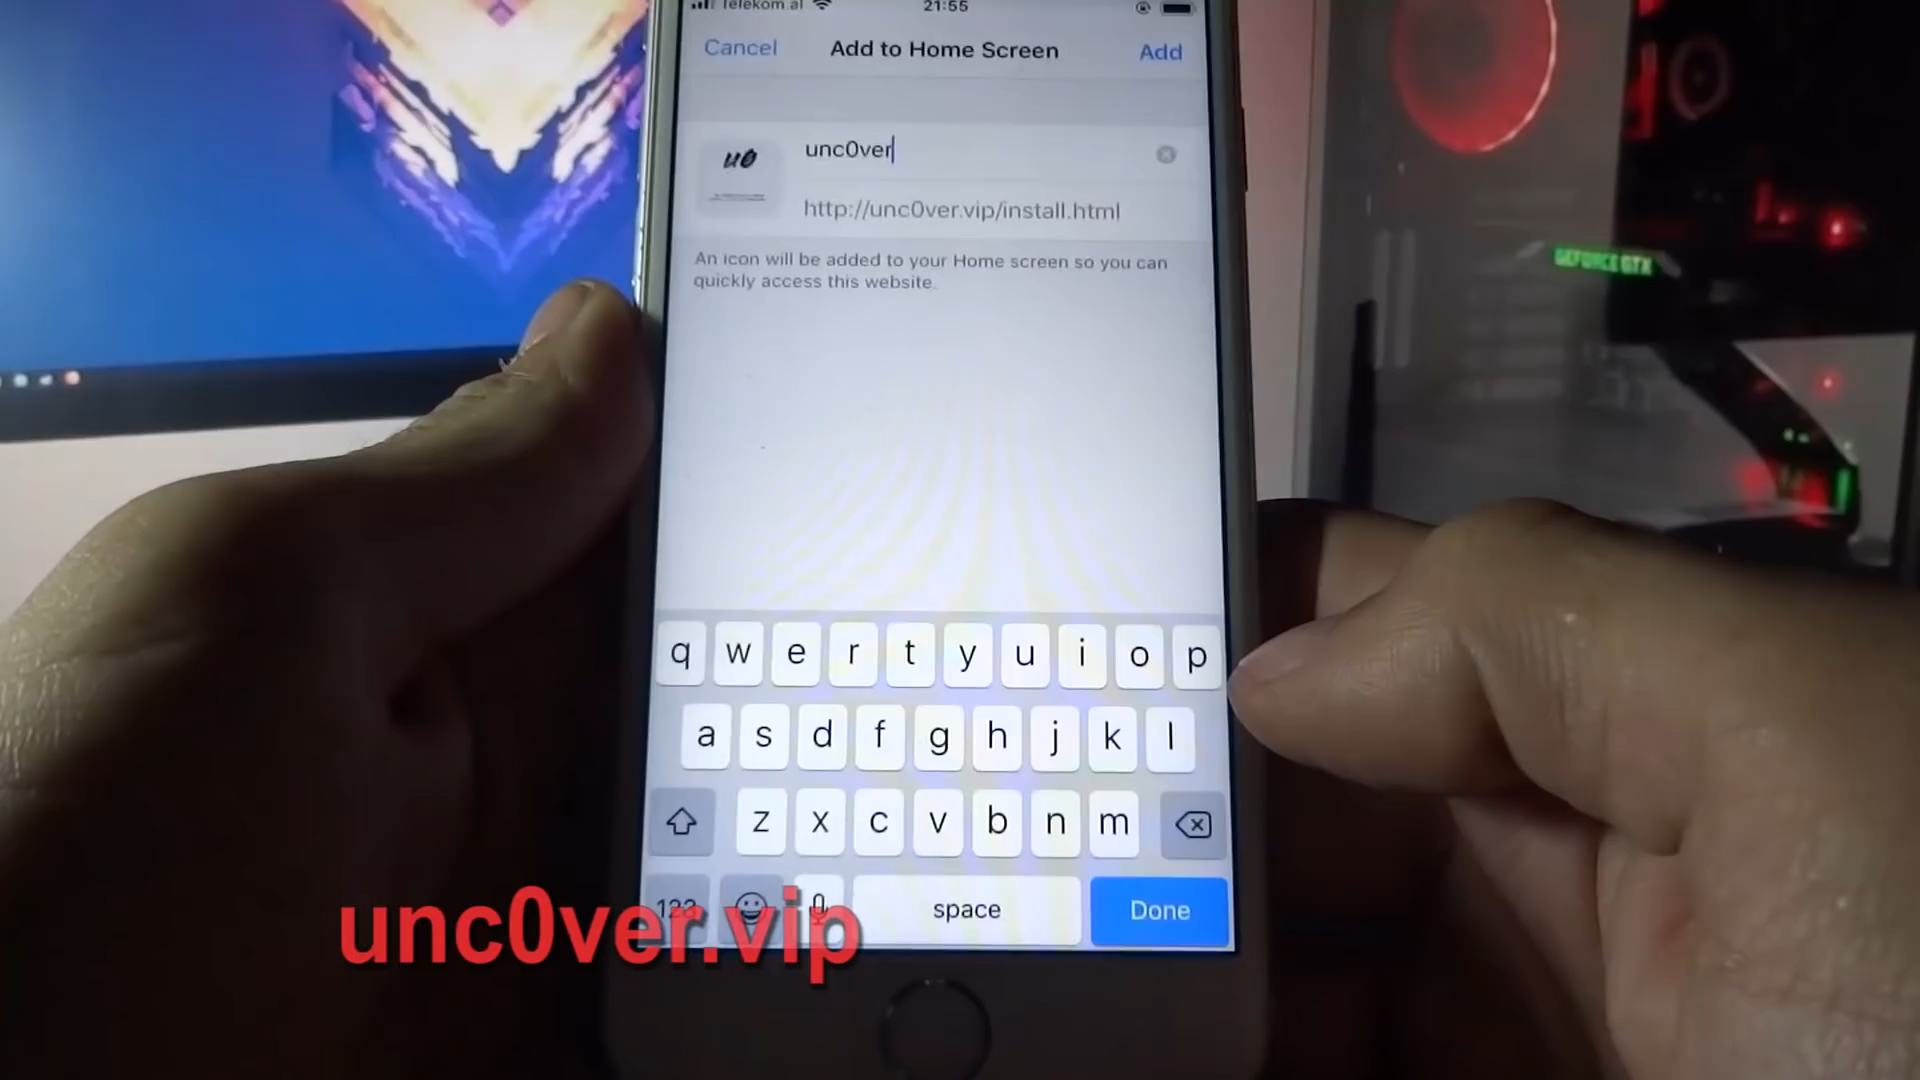 Telekom.al 21:55
Cancel Add to Home Screen Add
u0
unc0ver
http://unc0ver.vip/install.html
An icon will be added to your Home screen so you can
quickly access this website.
GEFORCE GTX
q w e r t y u i o p
a s d f g h j k l
z x c v b n m
123 space Done
unc0ver.vip